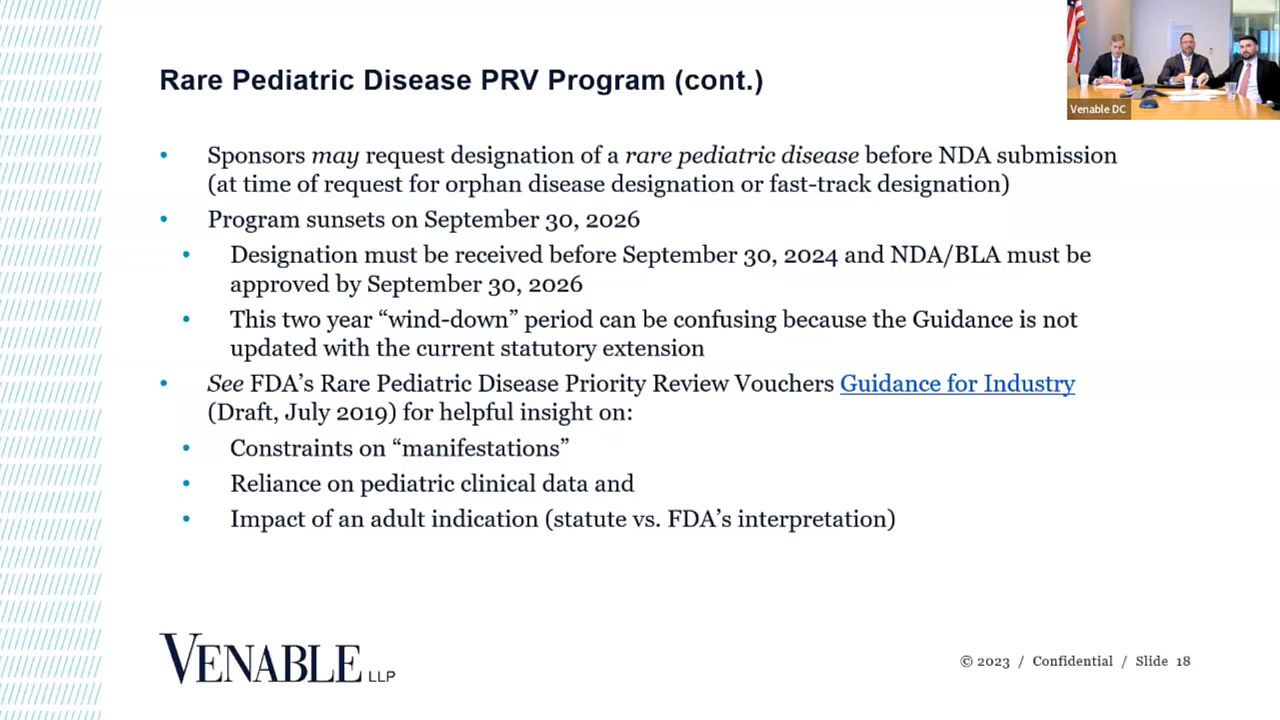 Venable DC
Rare Pediatric Disease PRV Program (cont.)
• Sponsors may request designation of a rare pediatric disease before NDA submission
(at time of request for orphan disease designation or fast-track designation)
• Program sunsets on September 30, 2026
• Designation must be received before September 30, 2024 and NDA/BLA must be
approved by September 30, 2026
• This two year “wind-down” period can be confusing because the Guidance is not
updated with the current statutory extension
• See FDA’s Rare Pediatric Disease Priority Review Vouchers Guidance for Industry
(Draft, July 2019) for helpful insight on:
• Constraints on “manifestations”
• Reliance on pediatric clinical data and
• Impact of an adult indication (statute vs. FDA’s interpretation)
VENABLE LLP
© 2023 / Confidential / Slide 18